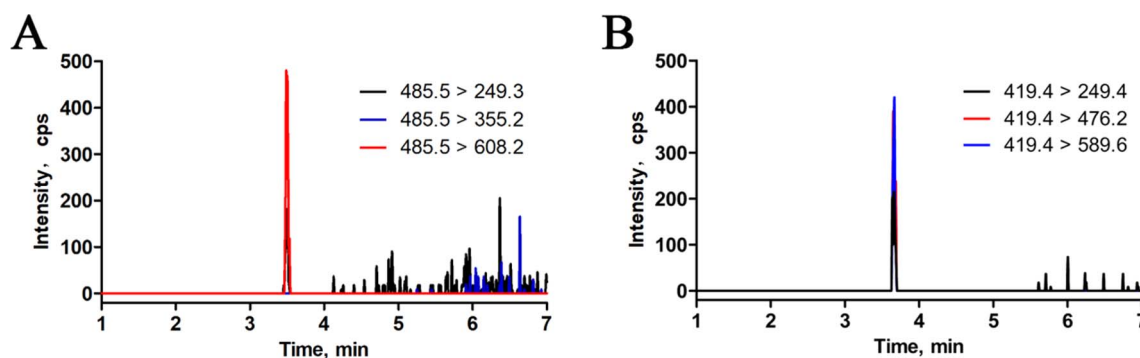 A
B
500
400
300
200
100
0
Intensity, cps
485.5 > 249.3
485.5 > 355.2
485.5 > 608.2
1 2 3 4 5 6 7
Time, min
500
400
300
200
100
0
Intensity, cps
419.4 > 249.4
419.4 > 476.2
419.4 > 589.6
1 2 3 4 5 6 7
Time, min